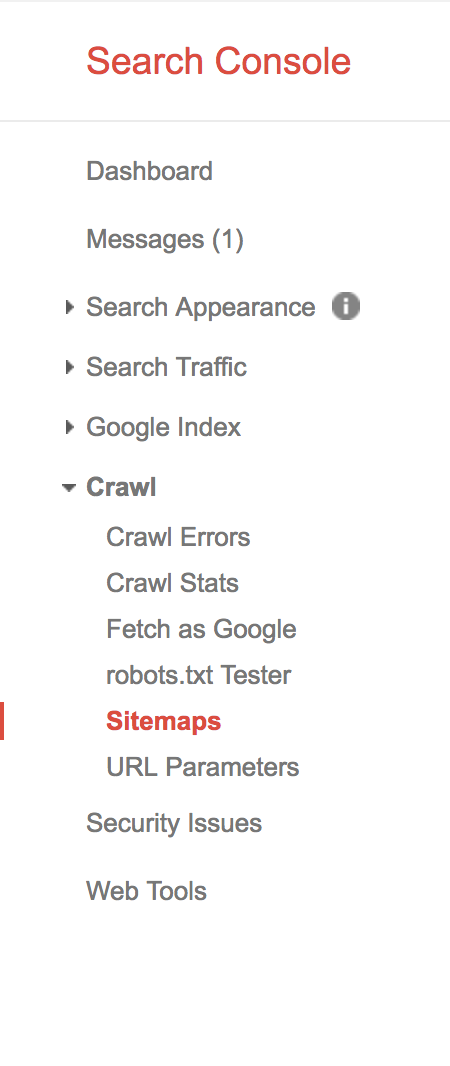 Search Console
Dashboard
Messages (1)
Search Appearance
Search Traffic
Google Index
Crawl
Crawl Errors
Crawl Stats
Fetch as Google
robots.txt Tester
Sitemaps
URL Parameters
Security Issues
Web Tools